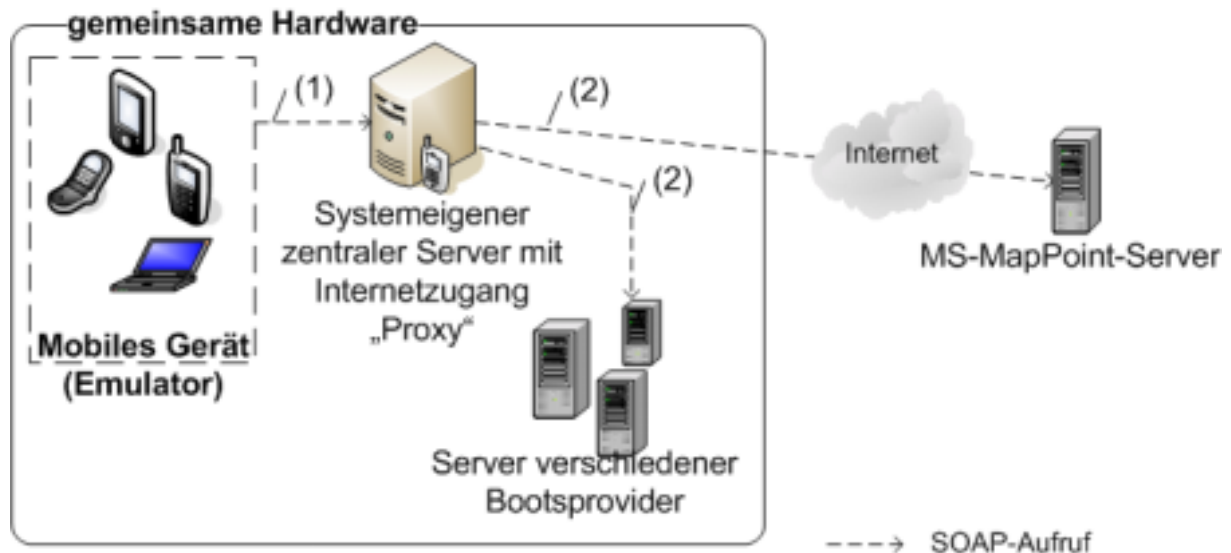 gemeinsame Hardware
(1)
(2)
Internet
(2)
Systemeigener
zentraler Server mit
Internetzugang
„Proxy“
MS-MapPoint-Server
Mobiles Gerät
(Emulator)
Server verschiedener
Bootsprovider
SOAP-Aufruf